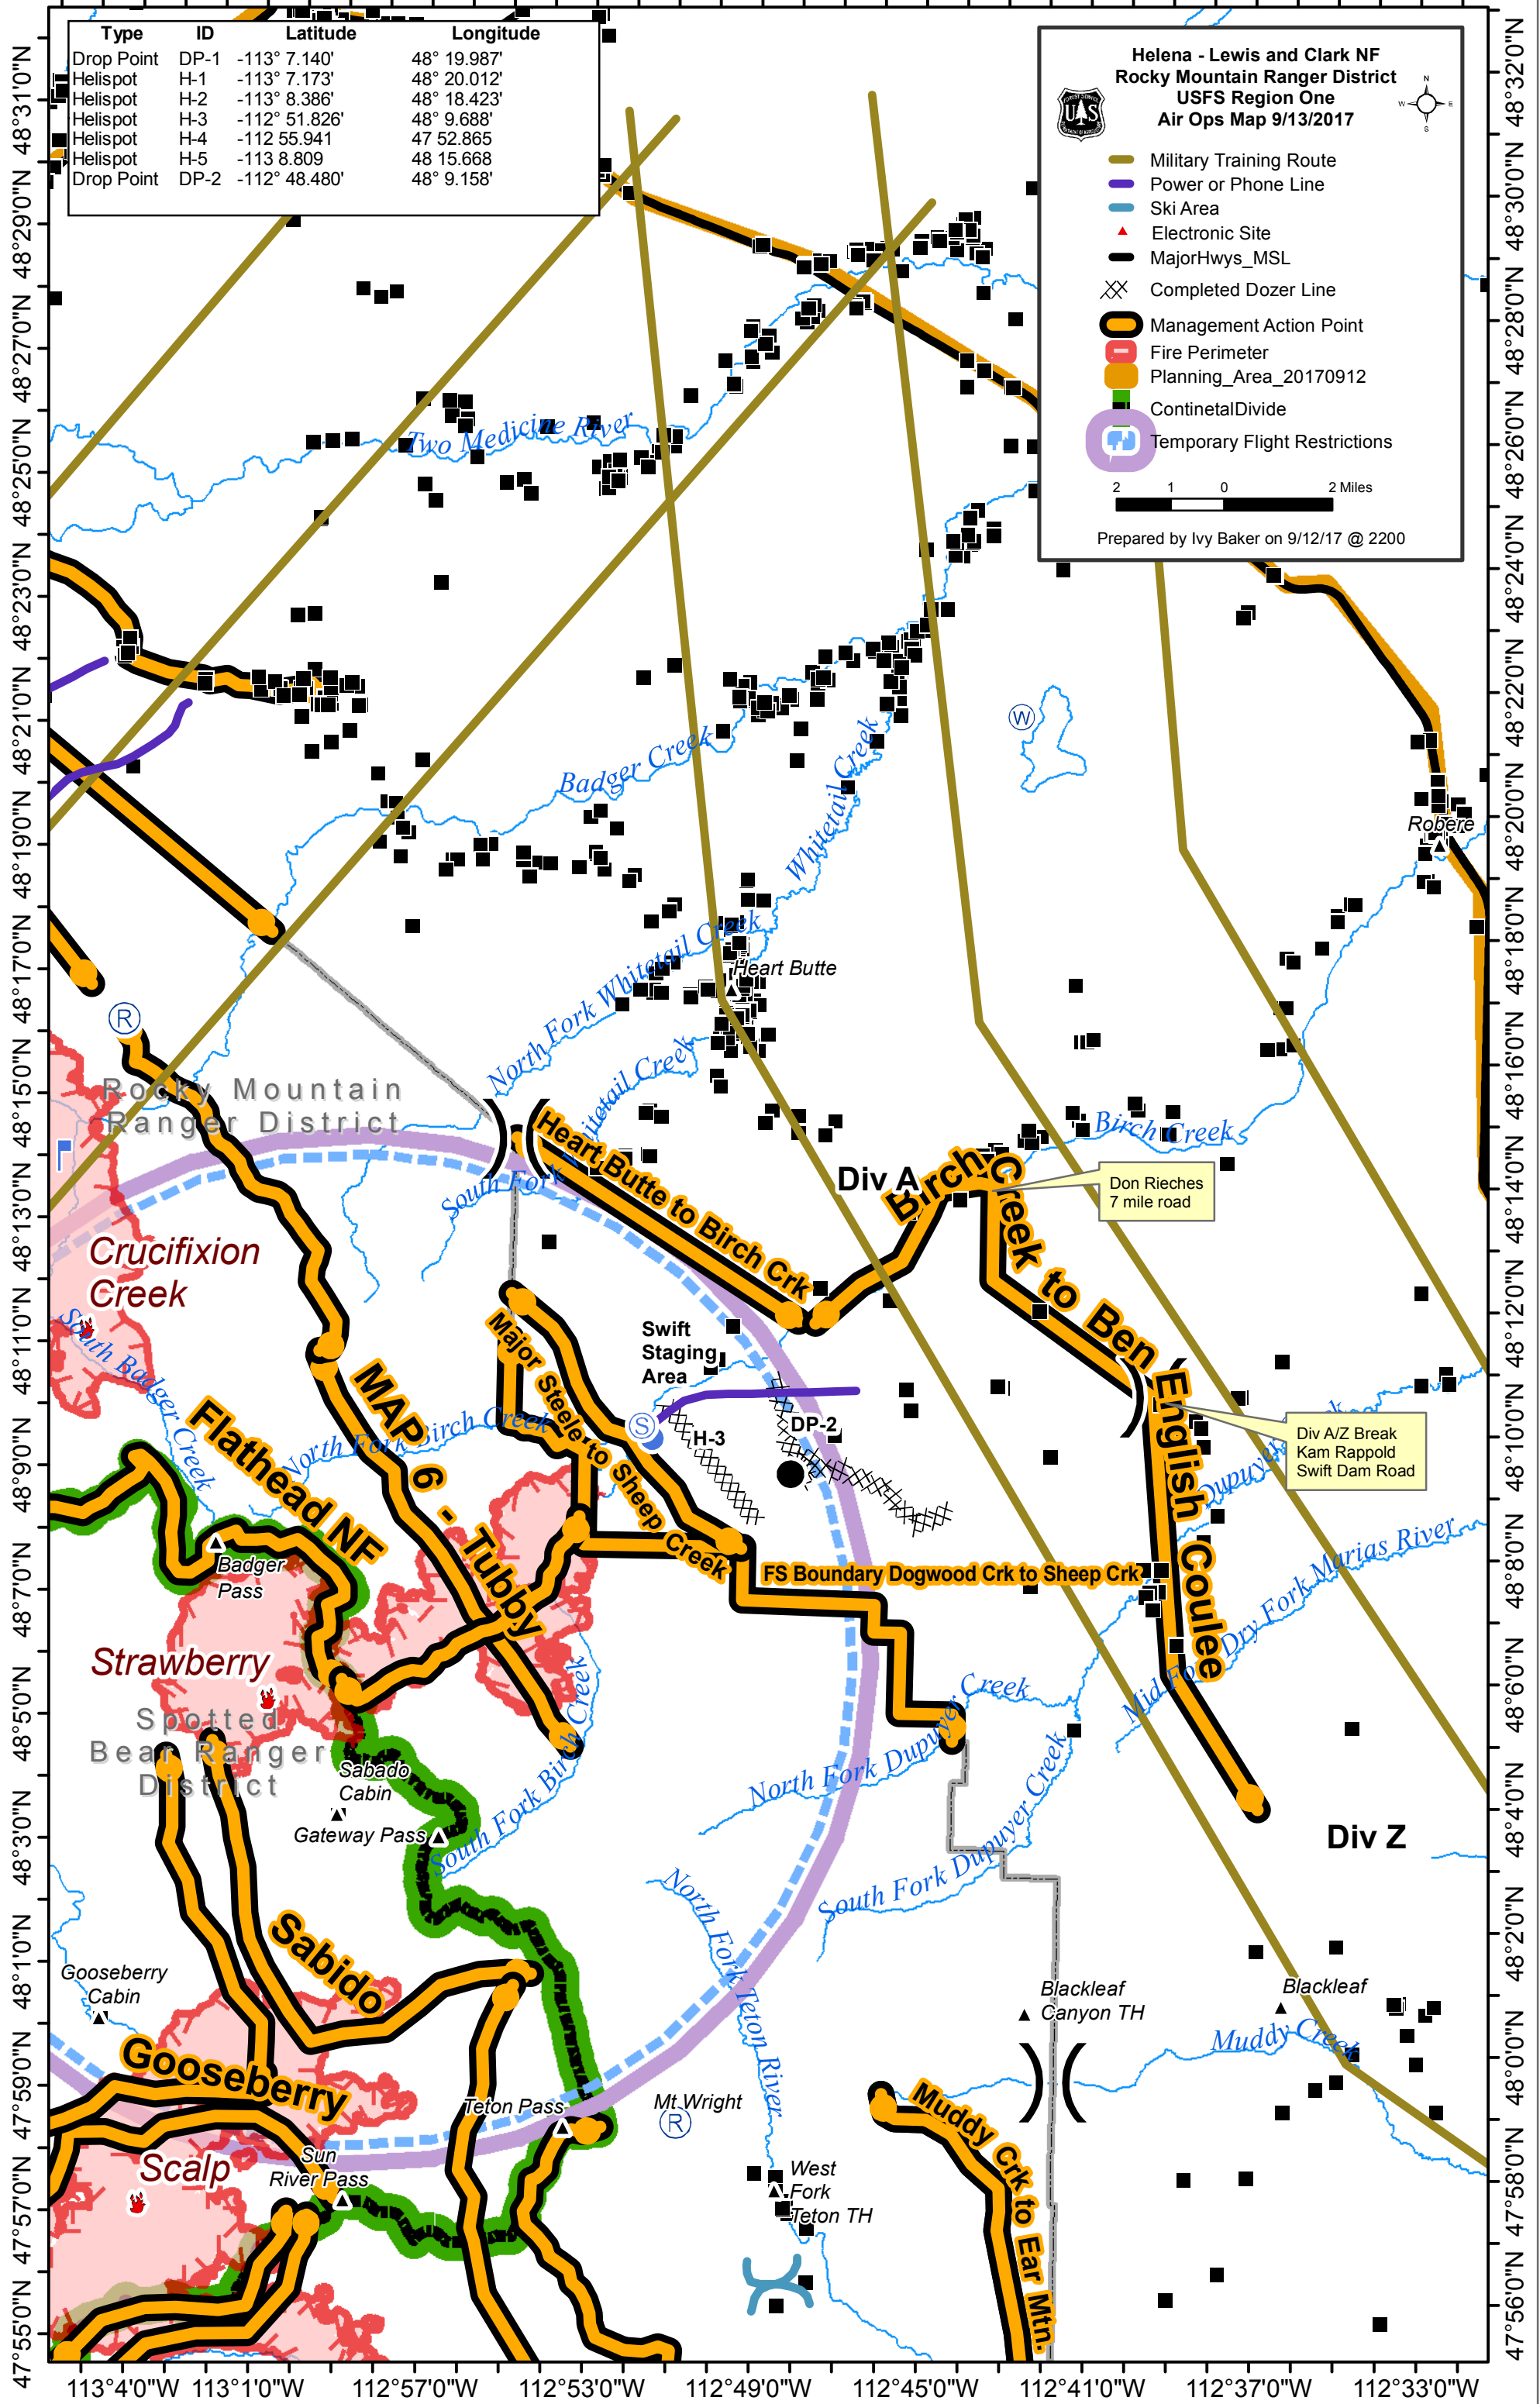 Type ID Latitude Longitude
Drop Point DP-1 -113° 7.140' 48° 19.987'
Helispot H-1 -113° 7.173' 48° 20.012'
Helispot H-2 -113° 8.386' 48° 18.423'
Helispot H-3 -112° 51.826' 48° 9.688'
Helispot H-4 -112 55.941 47 52.865
Helispot H-5 -113 8.809 48 15.668
Drop Point DP-2 -112° 48.480' 48° 9.158'
Helena - Lewis and Clark NF
Rocky Mountain Ranger District
USFS Region One
Air Ops Map 9/13/2017
N
W E
S
U S
Military Training Route
Power or Phone Line
Ski Area
Electronic Site
MajorHwys_MSL
Completed Dozer Line
Management Action Point
Fire Perimeter
Planning_Area_20170912
ContinetalDivide
Temporary Flight Restrictions
2 1 0 2 Miles
Prepared by Ivy Baker on 9/12/17 @ 2200
Two Medicine River
Badger Creek
Whitetail Creek
W
Robere
North Fork Whitetail Creek
Heart Butte
R
Rocky Mountain
Ranger District
Birch Creek
Heart Butte to Birch Crk
Div A
Birch Creek to Ben English Coulee
Don Rieches
7 mile road
Crucifixion
Creek
South Badger Creek
Swift
Staging
Area
S
H-3
DP-2
Major Steele to Sheep Creek
MAP 6 - Tubby
North Fork Birch Creek
Flathead NF
Div A/Z Break
Kam Rappold
Swift Dam Road
Badger
Pass
FS Boundary Dogwood Crk to Sheep Crk
Mid Fork Dry Fork Marias River
Strawberry
Spotted
Bear Ranger
District
Sabado
Cabin
Gateway Pass
South Fork Birch Creek
North Fork Dupuyer Creek
South Fork Dupuyer Creek
Div Z
North Fork Teton River
Sabido
Gooseberry
Cabin
Blackleaf
Canyon TH
Blackleaf
Muddy Creek
Gooseberry
Teton Pass
Mt Wright
R
Muddy Crk to Ear Mtn.
Scalp
Sun
River Pass
West
Fork
Teton TH
48°31'0"N
48°29'0"N
48°27'0"N
48°25'0"N
48°23'0"N
48°21'0"N
48°19'0"N
48°17'0"N
48°15'0"N
48°13'0"N
48°11'0"N
48°9'0"N
48°7'0"N
48°5'0"N
48°3'0"N
48°1'0"N
47°59'0"N
47°57'0"N
47°55'0"N
48°32'0"N
48°30'0"N
48°28'0"N
48°26'0"N
48°24'0"N
48°22'0"N
48°20'0"N
48°18'0"N
48°16'0"N
48°14'0"N
48°12'0"N
48°10'0"N
48°8'0"N
48°6'0"N
48°4'0"N
48°2'0"N
48°0'0"N
47°58'0"N
47°56'0"N
113°4'0"W 113°1'0"W 112°57'0"W 112°53'0"W 112°49'0"W 112°45'0"W 112°41'0"W 112°37'0"W 112°33'0"W